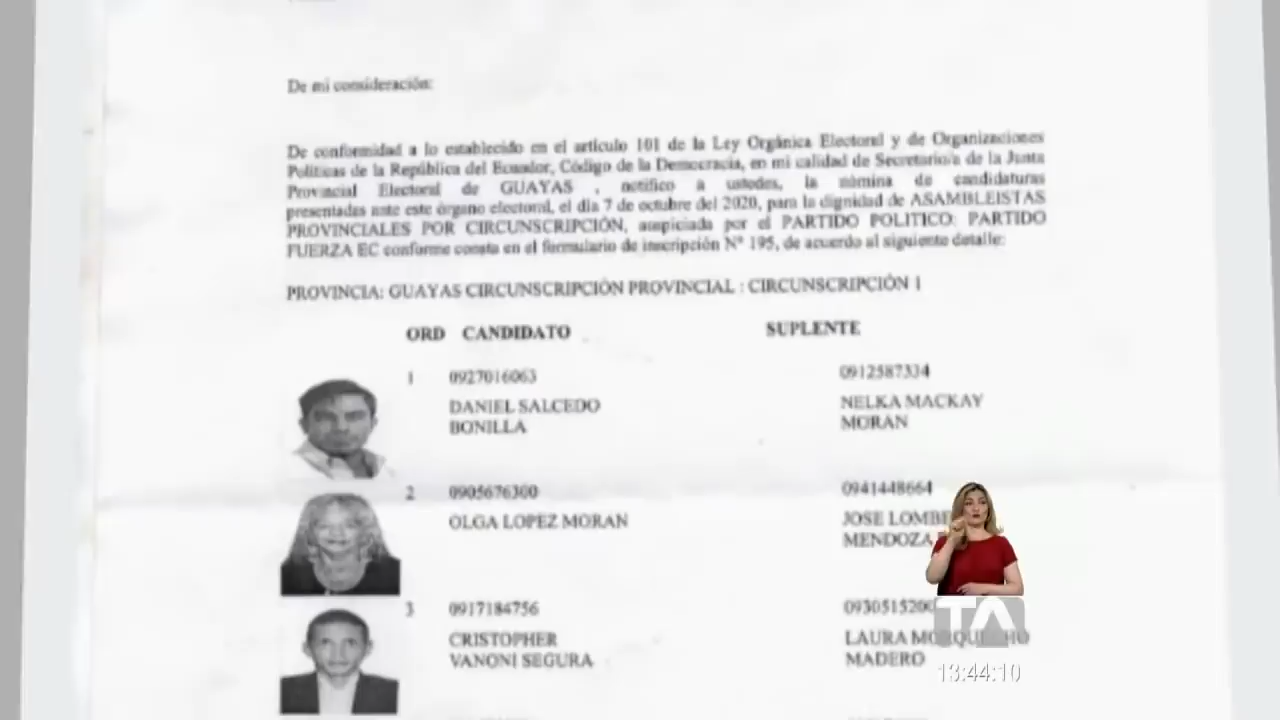 De mi consideración:
De conformidad a lo establecido en el artículo 101 de la Ley Orgánica Electoral y de Organizaciones
Políticas de la República del Ecuador, Código de la Democracia, en mi calidad de Secretario/a de la Junta
Provincial Electoral de GUAYAS , notifico a ustedes, la nómina de candidaturas
presentadas ante este órgano electoral, el día 7 de octubre del 2020, para la dignidad de ASAMBLEISTAS
PROVINCIALES POR CIRCUNSCRIPCIÓN, auspiciada por el PARTIDO POLITICO: PARTIDO
FUERZA EC conforme consta en el formulario de inscripción N° 195, de acuerdo al siguiente detalle:
PROVINCIA: GUAYAS CIRCUNSCRIPCIÓN PROVINCIAL : CIRCUNSCRIPCIÓN 1
ORD CANDIDATO SUPLENTE
1 0927016063 0912587334
DANIEL SALCEDO NELKA MACKAY
BONILLA MORAN
2 0905676300 0941448664
OLGA LOPEZ MORAN JOSE
MENDOZA
3 0917184756
CRISTOPHER LAURA
VANONI SEGURA MADERO
TA
13:44:10